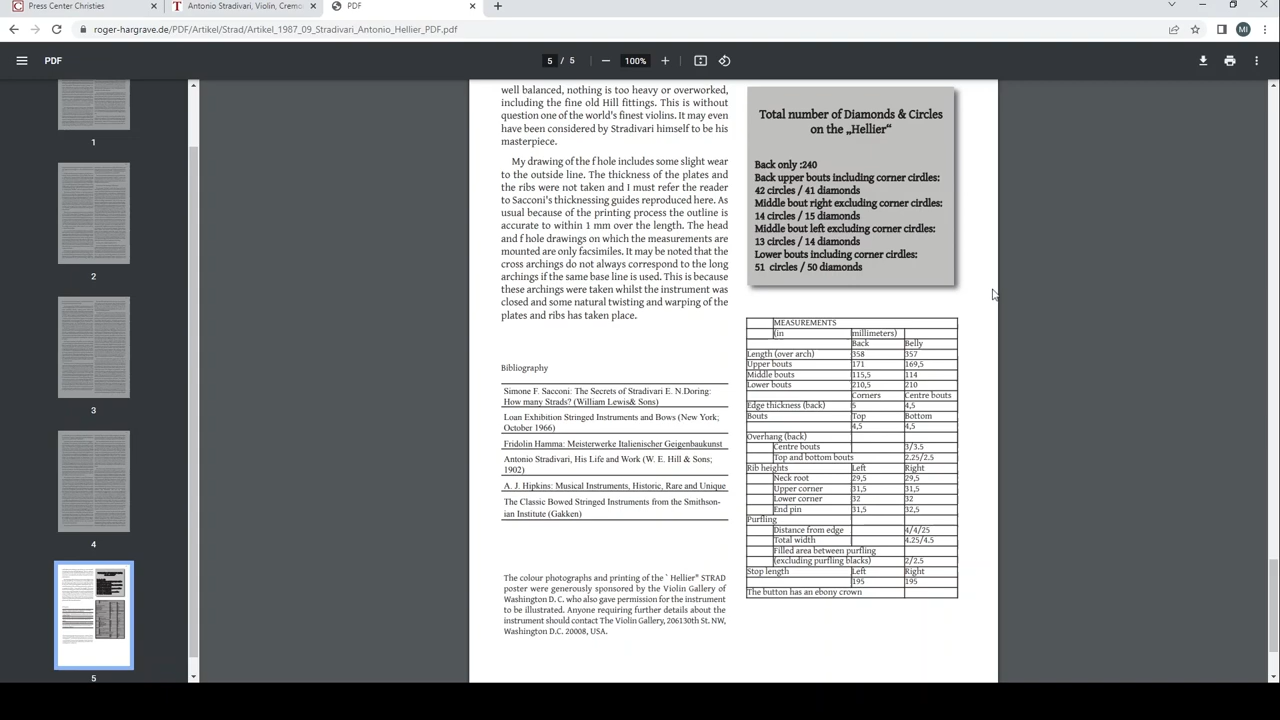 Press Center Christies
Antonio Stradivari, Violin, Cremo
PDF
roger-hargrave.de/PDF/Artikel/Strad/Artikel_1987_09_Stradivari_Antonio_Hellier_PDF.pdf
MI
PDF
5 / 5
100%
1
2
3
4
5
well balanced, nothing is too heavy or overworked,
including the fine old Hill fittings. This is without
question one of the world's finest violins. It may even
have been considered by Stradivari himself to be his
masterpiece.
My drawing of the f hole includes some slight wear
to the outside line. The thickness of the plates and
the ribs were not taken and I must refer the reader
to Sacconi's thicknessing guides reproduced here. As
usual because of the printing process the outline is
accurate to within 1 mm over the length. The head
and f hole drawings on which the measurements are
mounted are only facsimiles. It may be noted that the
cross archings do not always correspond to the long
archings if the same base line is used. This is because
these archings were taken whilst the instrument was
closed and some natural twisting and warping of the
plates and ribs has taken place.
Bibliography
Simone F. Sacconi: The Secrets of Stradivari E. N.Doring:
How many Strads? (William Lewis& Sons)
Loan Exhibition Stringed Instruments and Bows (New York;
October 1966)
Fridolin Hamma: Meisterwerke Italienischer Geigenbaukunst
Antonio Stradivari, His Life and Work (W. E. Hill & Sons;
1902)
A. J. Hipkins: Musical Instruments, Historic, Rare and Unique
The Classic Bowed Stringed Instruments from the Smithson-
ian Institute (Gakken)
The colour photographs and printing of the ` Hellier" STRAD
poster were generously sponsored by the Violin Gallery of
Washington D. C. who also gave permission for the instrument
to be illustrated. Anyone requiring further details about the
instrument should contact The Violin Gallery, 206130th St. NW,
Washington D.C. 20008, USA.
Total number of Diamonds & Circles
on the „Hellier“
Back only :240
Back upper bouts including corner cirdles:
42 circles / 41 diamonds
Middle bout right excluding corner cirdles:
14 circles / 15 diamonds
Middle bout left excluding corner cirdles:
13 circles / 14 diamonds
Lower bouts including corner cirdles:
51 circles / 50 diamonds
MEASUREMENTS
(in millimeters)
Back Belly
Length (over arch) 358 357
Upper bouts 171 169,5
Middle bouts 115,5 114
Lower bouts 210,5 210
Corners Centre bouts
Edge thickness (back) 5 4,5
Bouts Top Bottom
4,5 4,5
Overhang (back)
Centre bouts 3/3.5
Top and bottom bouts 2.25/2.5
Rib heights Left Right
Neck root 29,5 29,5
Upper corner 31,5 31,5
Lower corner 32 32
End pin 31,5 32,5
Purfling
Distance from edge 4/4/25
Total width 4.25/4.5
Filled area between purfling
(excluding purfling blacks) 2/2.5
Stop length Left Right
195 195
The button has an ebony crown